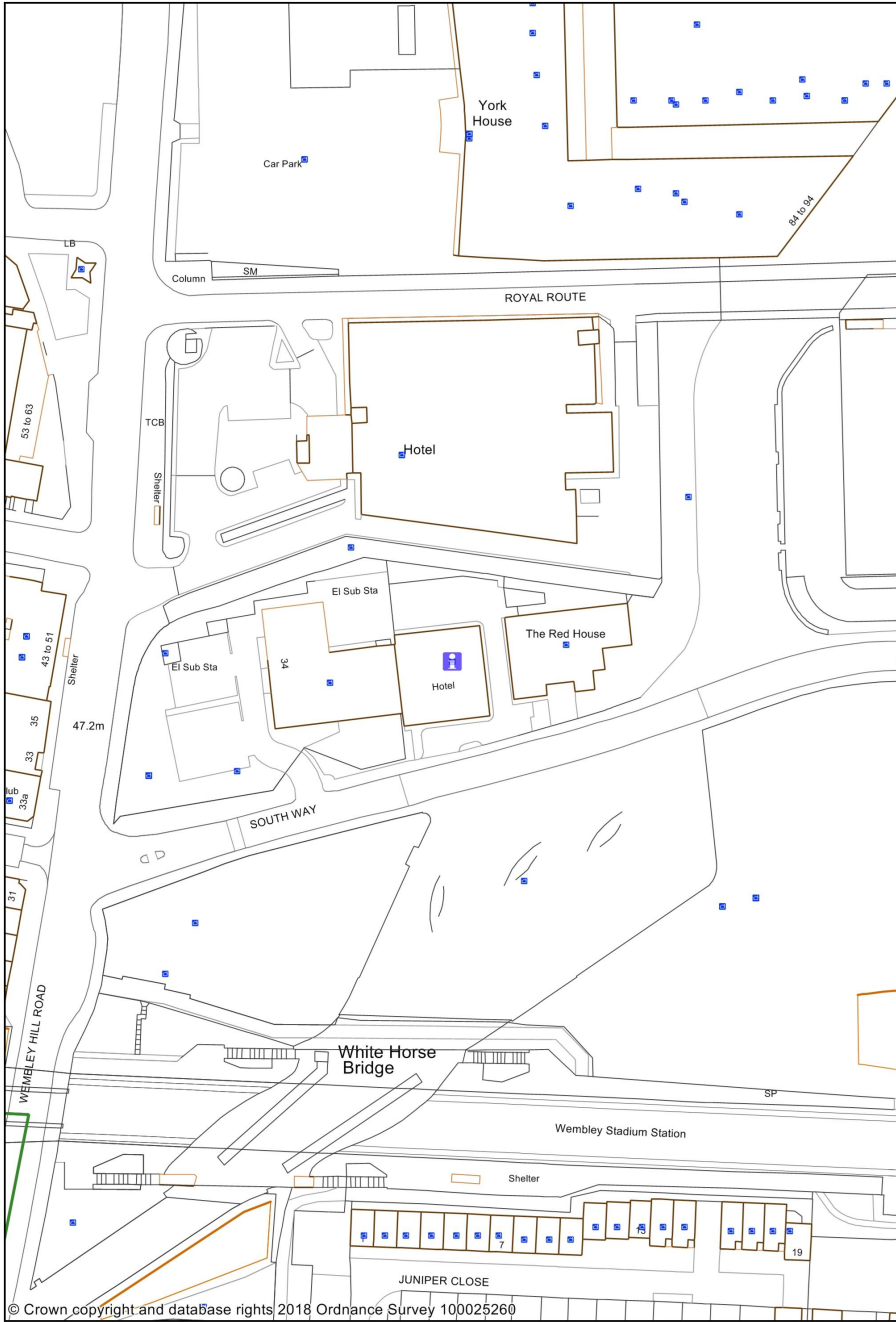 York
House
Car Park
84 to 94
LB
Column
SM
ROYAL ROUTE
53 to 63
TCB
Shelter
Hotel
El Sub Sta
The Red House
43 to 51
Shelter
El Sub Sta
34
Hotel
35
47.2m
33
lub
33a
SOUTH WAY
31
WEMBLEY HILL ROAD
White Horse
Bridge
SP
Wembley Stadium Station
Shelter
1
7
15
19
JUNIPER CLOSE
© Crown copyright and database rights 2018 Ordnance Survey 100025260